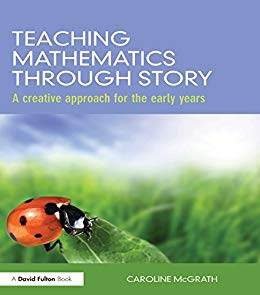 TEACHING
MATHEMATICS
THROUGH STORY
A creative approach for the early years
A David Fulton Book
CAROLINE McGRATH